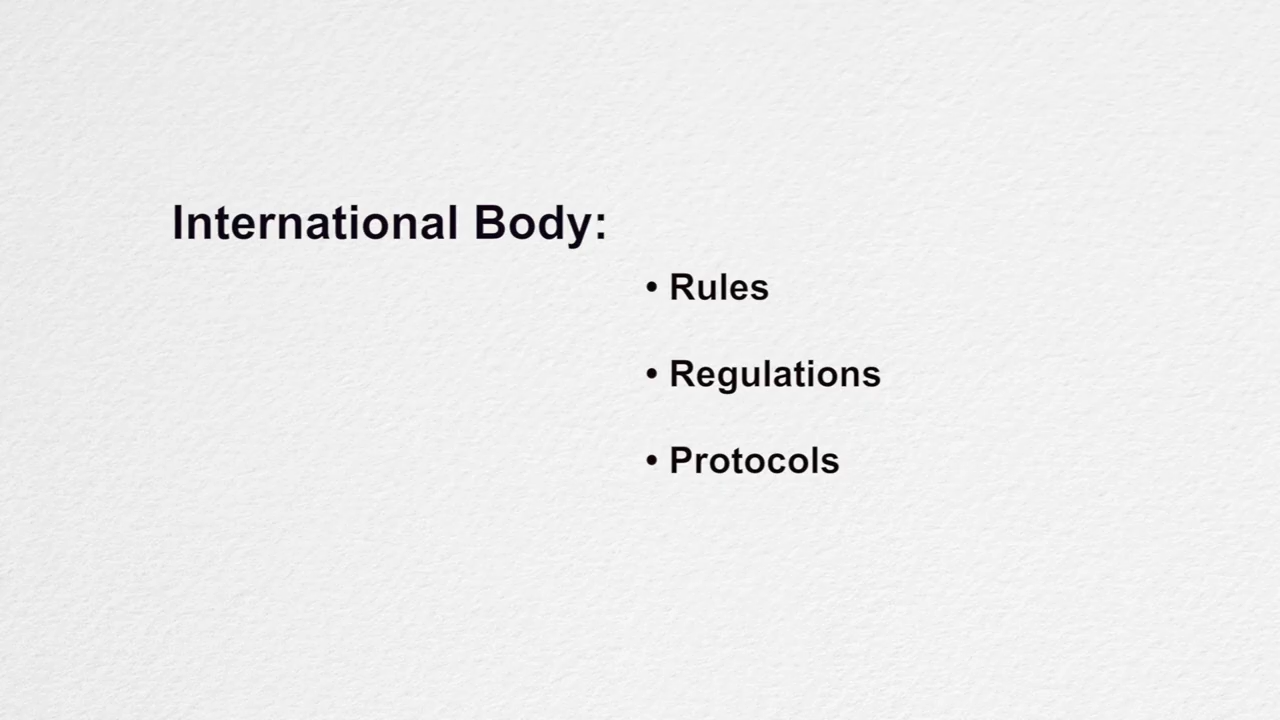 International Body:
• Rules
• Regulations
• Protocols